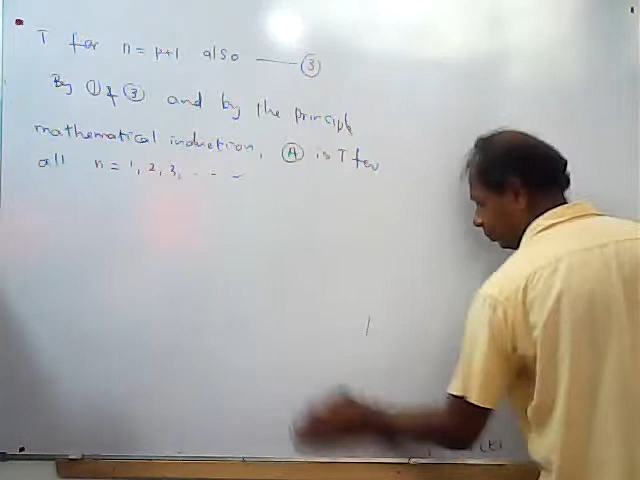 T for n = p+1 also —— ③
By ① & ③ and by the principle
mathematical induction, Ⓐ is T for
all n = 1, 2, 3, - - -